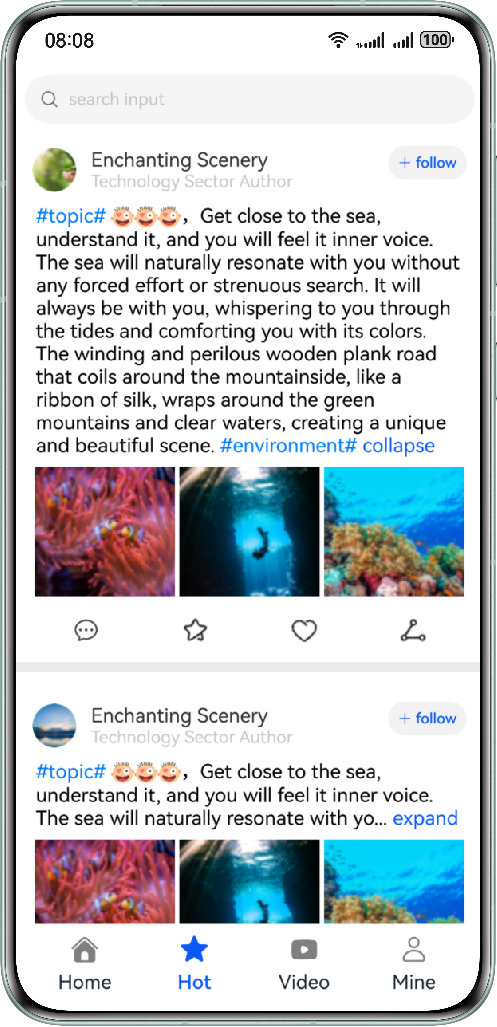 08:08
100
search input
Enchanting Scenery
+ follow
Technology Sector Author
#topic# , Get close to the sea,
understand it, and you will feel it inner voice.
The sea will naturally resonate with you without
any forced effort or strenuous search. It will
always be with you, whispering to you through
the tides and comforting you with its colors.
The winding and perilous wooden plank road
that coils around the mountainside, like a
ribbon of silk, wraps around the green
mountains and clear waters, creating a unique
and beautiful scene. #environment# collapse
Enchanting Scenery
+ follow
Technology Sector Author
#topic# , Get close to the sea,
understand it, and you will feel it inner voice.
The sea will naturally resonate with yo... expand
Home
Hot
Video
Mine